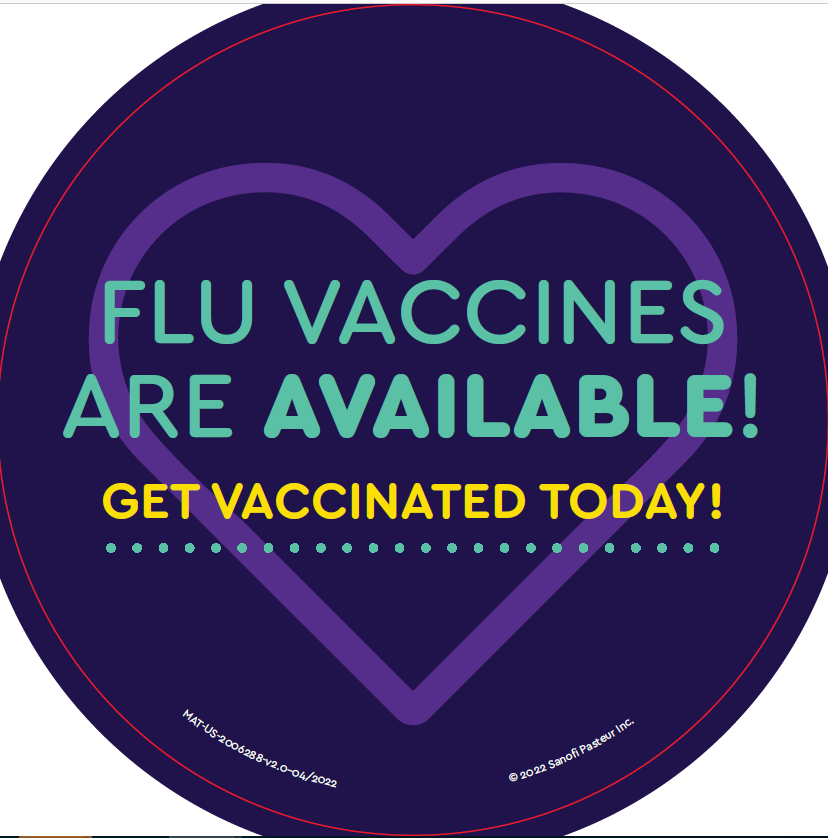 FLU VACCINES
ARE AVAILABLE!
GET VACCINATED TODAY!
MAT-US-2006288-v2.0-04/2022
© 2022 Sanofi Pasteur Inc.